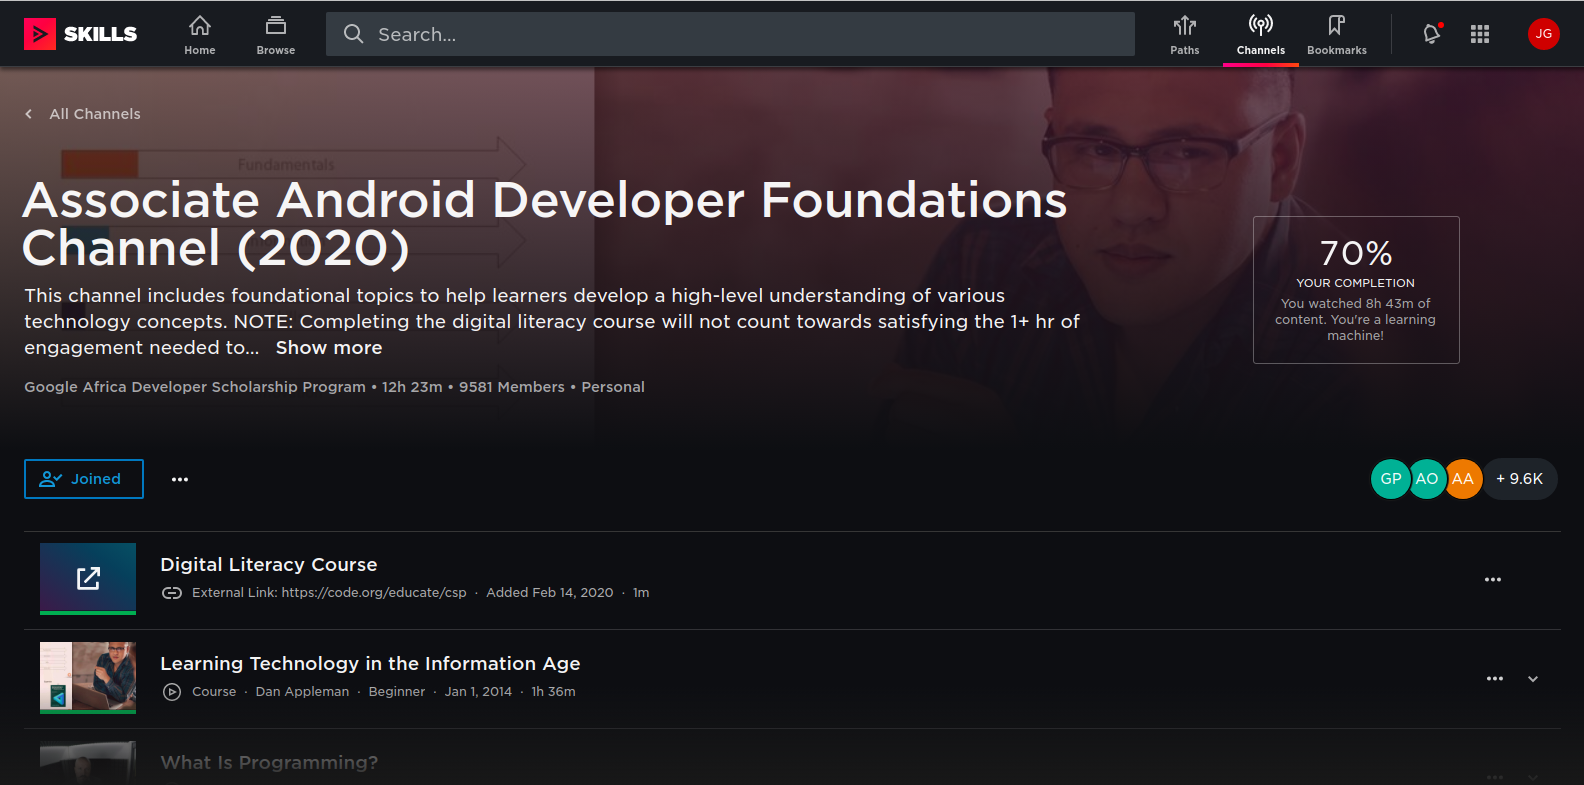 SKILLS
Home
Browse
Search...
Paths
Channels
Bookmarks
JG
All Channels
Fundamentals
Associate Android Developer Foundations
Channel (2020)
This channel includes foundational topics to help learners develop a high-level understanding of various
technology concepts. NOTE: Completing the digital literacy course will not count towards satisfying the 1+ hr of
engagement needed to... Show more
Google Africa Developer Scholarship Program • 12h 23m • 9581 Members • Personal
70%
YOUR COMPLETION
You watched 8h 43m of
content. You're a learning
machine!
Joined
GP AO AA + 9.6K
Digital Literacy Course
External Link: https://code.org/educate/csp · Added Feb 14, 2020 · 1m
Learning Technology in the Information Age
Course · Dan Appleman · Beginner · Jan 1, 2014 · 1h 36m
What Is Programming?